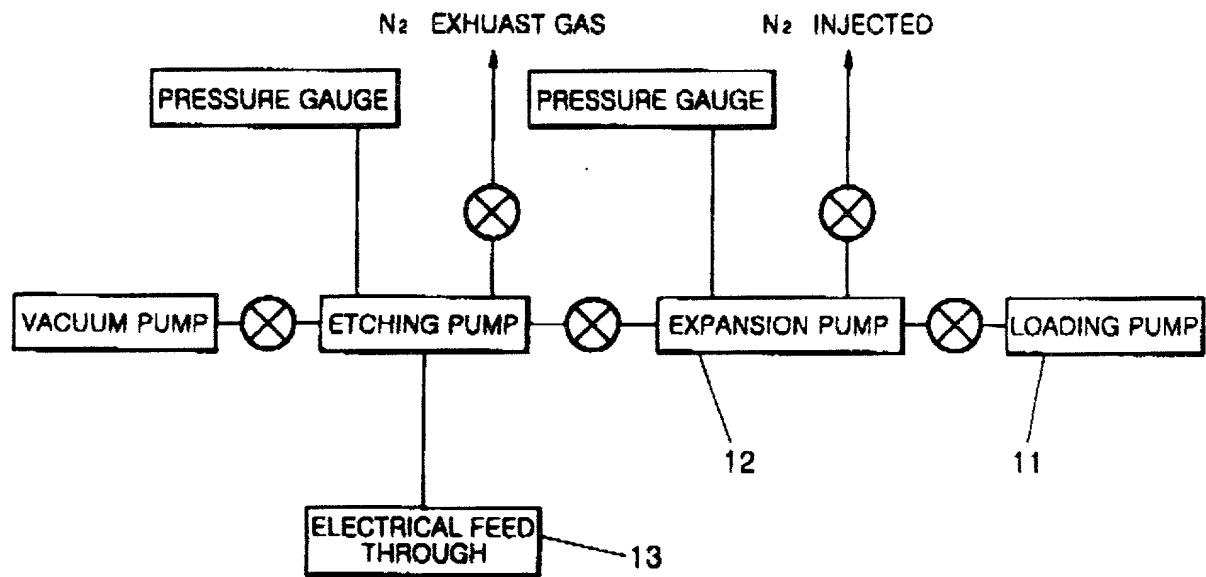 N2 EXHUAST GAS
N2 INJECTED
PRESSURE GAUGE
PRESSURE GAUGE
VACUUM PUMP
ETCHING PUMP
EXPANSION PUMP
LOADING PUMP
12
11
ELECTRICAL FEED
THROUGH
13